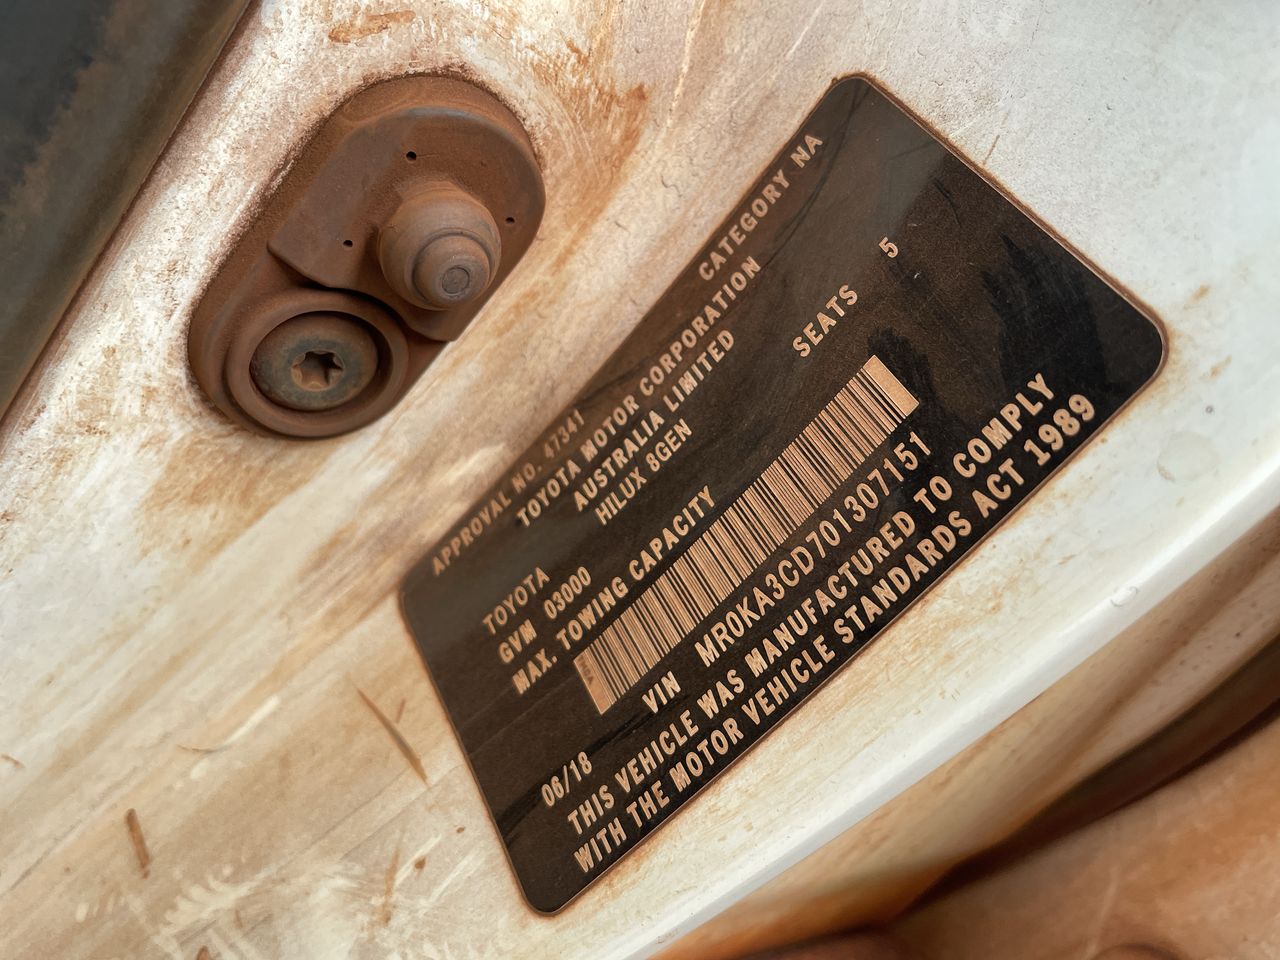 APPROVAL NO. 47341 CATEGORY NA
TOYOTA MOTOR CORPORATION
AUSTRALIA LIMITED
TOYOTA HILUX 8GEN
GVM 03000 SEATS 5
MAX. TOWING CAPACITY
VIN MR0KA3CD701307151
06/18
THIS VEHICLE WAS MANUFACTURED TO COMPLY
WITH THE MOTOR VEHICLE STANDARDS ACT 1989